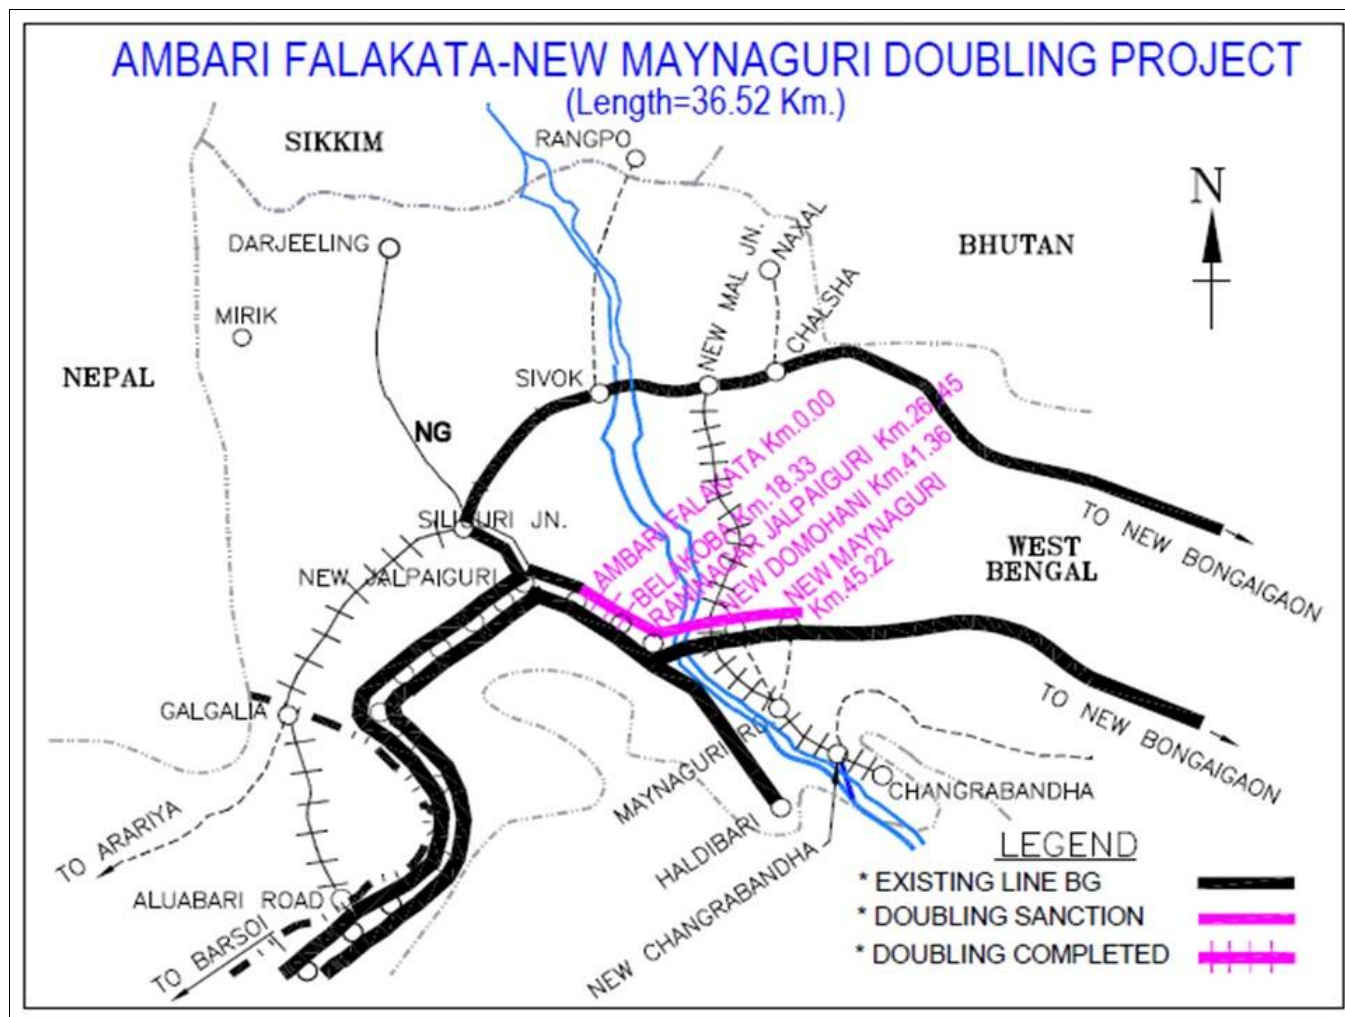 AMBARI FALAKATA-NEW MAYNAGURI DOUBLING PROJECT
(Length=36.52 Km.)
SIKKIM
RANGPO
N
DARJEELING
NEW MAL JN.
NAXAL
BHUTAN
MIRIK
CHALSHA
NEPAL
SIVOK
NG
AMBARI FALAKATA Km.0.00
BELAKOBA Km.18.33
JALPAIGURI
NEW DOMOHANI Km.41.36
NEW MAYNAGURI
Km.45.22
SILIGURI JN.
TO NEW BONGAIGAON
WEST
BENGAL
NEW JALPAIGURI
TO NEW BONGAIGAON
GALGALIA
MAYNAGURI RD.
CHANGRABANDHA
TO ARARIYA
HALDIBARI
NEW CHANGRABANDHA
ALUABARI ROAD
TO BARSOI
LEGEND
* EXISTING LINE BG
* DOUBLING SANCTION
* DOUBLING COMPLETED